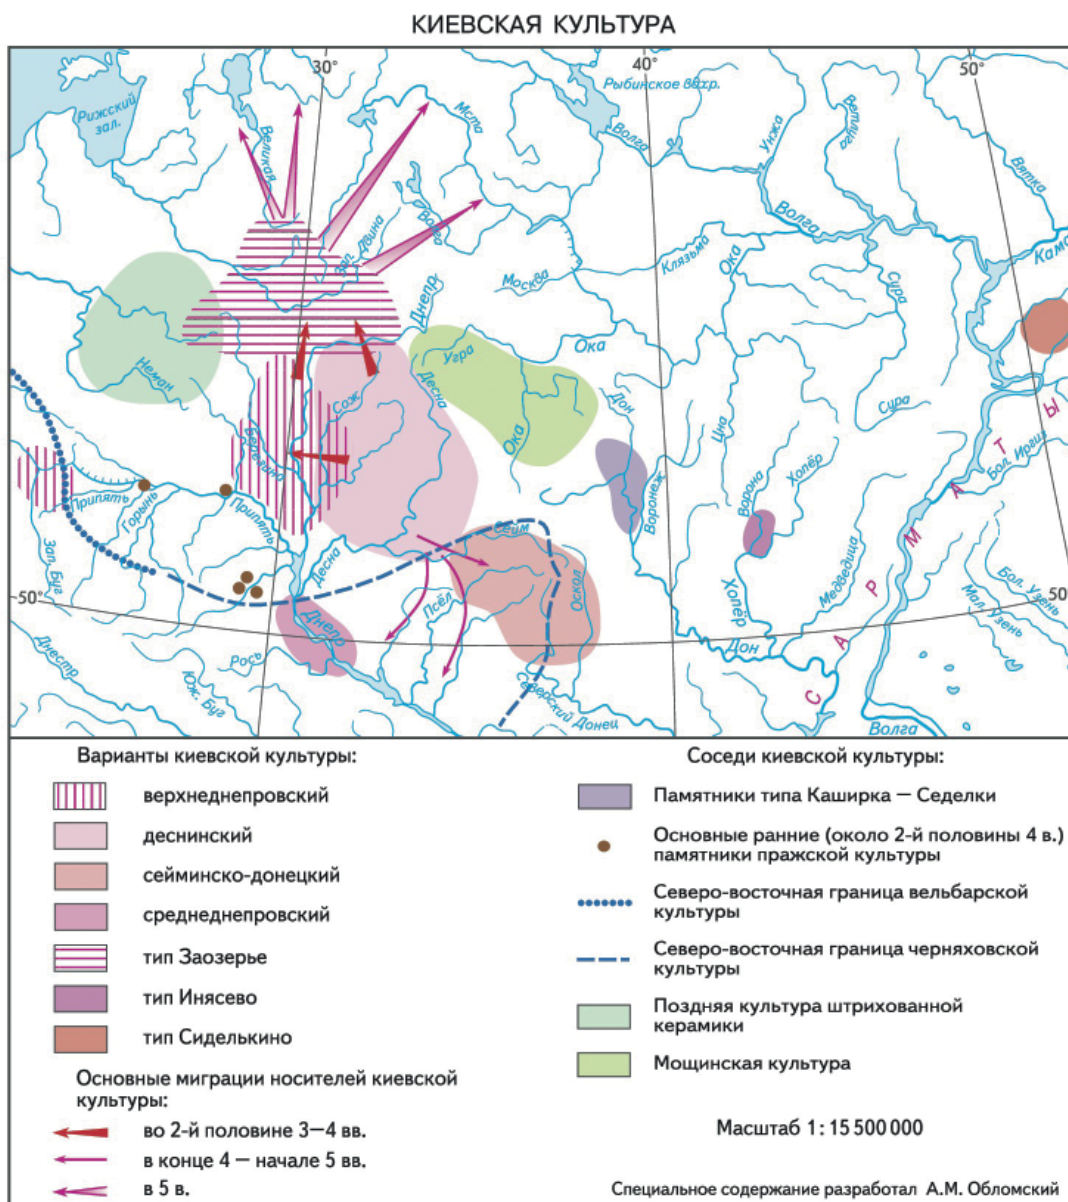 КИЕВСКАЯ КУЛЬТУРА
30°
40°
50°
Рижский
зал.
Великая
Мста
Рыбинское вдхр.
Волга
Унжа
Ветлуга
Вятка
Волга
Зап. Двина
Волга
Кама
Клязьма
Ока
Москва
Сура
Днепр
Неман
Угра
Ока
Десна
Сож
Дон
Цна
Сура
Ока
Березина
Хопёр
Ворона
Бол. Иргиз
Воронеж
Припять
Горынь
Припять
Сейм
Зап. Буг
Десна
Медведица
Бол. Узень
Мал. Узень
50°
50°
Оскол
Псёл
Хопёр
Днепр
Дон
Днестр
Рось
Юж. Буг
Северский Донец
Волга
САРМАТЫ
Варианты киевской культуры:
верхнеднепровский
деснинский
сейминско-донецкий
среднеднепровский
тип Заозерье
тип Инясево
тип Сиделькино
Основные миграции носителей киевской
культуры:
во 2-й половине 3—4 вв.
в конце 4 — начале 5 вв.
в 5 в.
Соседи киевской культуры:
Памятники типа Каширка — Седелки
Основные ранние (около 2-й половины 4 в.)
памятники пражской культуры
Северо-восточная граница вельбарской
культуры
Северо-восточная граница черняховской
культуры
Поздняя культура штрихованной
керамики
Мощинская культура
Масштаб 1 : 15 500 000
Специальное содержание разработал А.М. Обломский